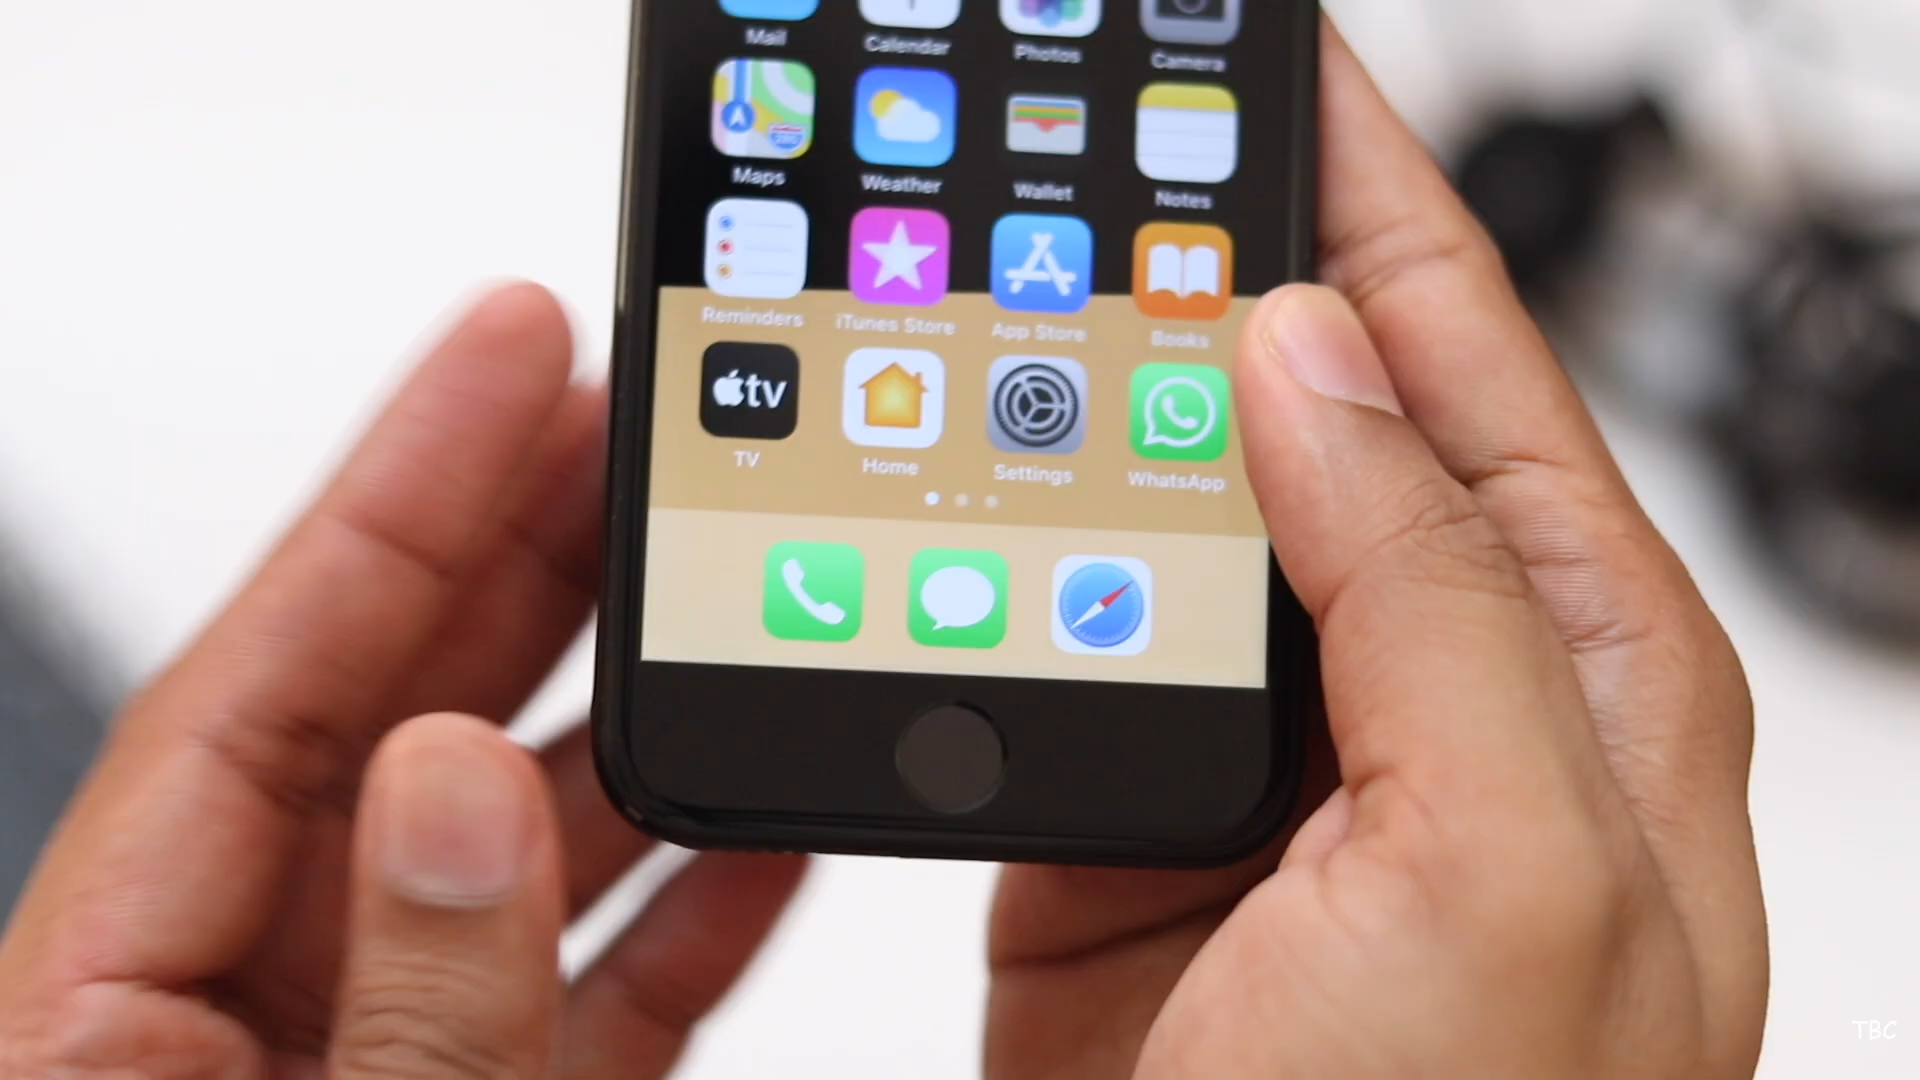 Mail Calendar Photos Camera
Maps Weather Wallet Notes
Reminders iTunes Store App Store Books
tv
TV Home Settings WhatsApp
TBC